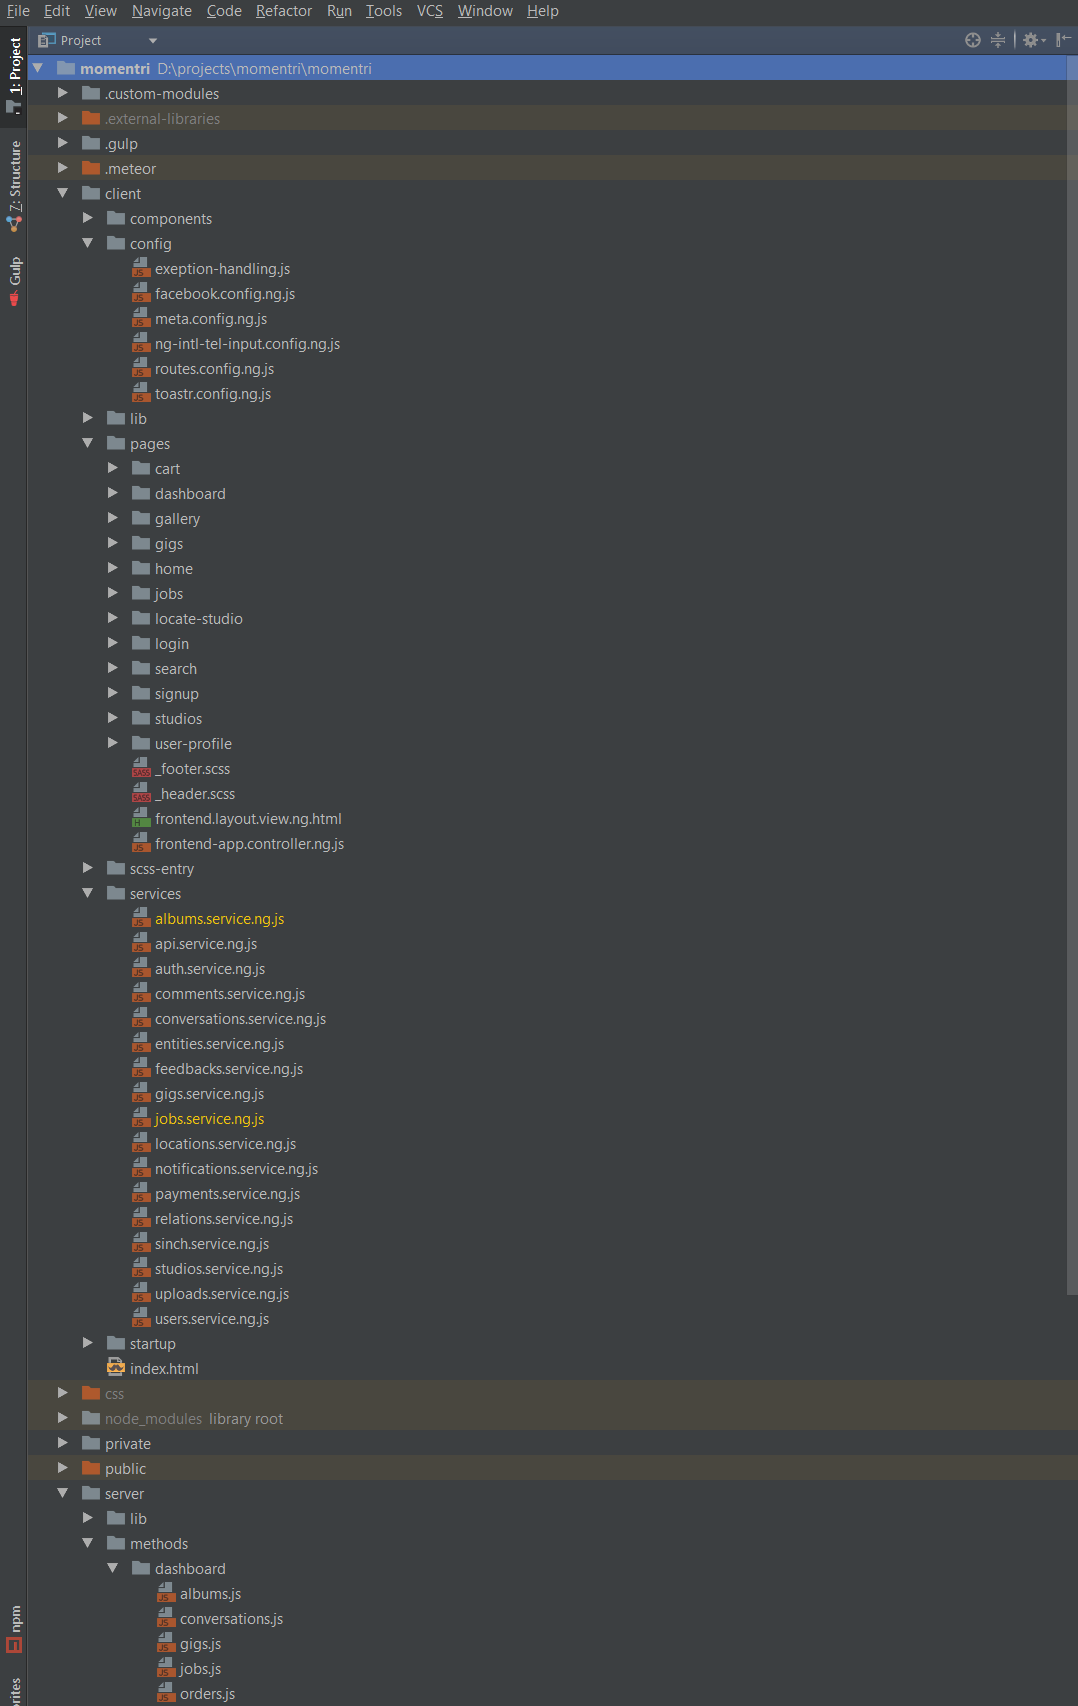 File Edit View Navigate Code Refactor Run Tools VCS Window Help
Project
1: Project
7: Structure
Gulp
npm
momentri D:\projects\momentri\momentri
.custom-modules
.external-libraries
.gulp
.meteor
client
components
config
exeption-handling.js
facebook.config.ng.js
meta.config.ng.js
ng-intl-tel-input.config.ng.js
routes.config.ng.js
toastr.config.ng.js
lib
pages
cart
dashboard
gallery
gigs
home
jobs
locate-studio
login
search
signup
studios
user-profile
_footer.scss
_header.scss
frontend.layout.view.ng.html
frontend-app.controller.ng.js
scss-entry
services
albums.service.ng.js
api.service.ng.js
auth.service.ng.js
comments.service.ng.js
conversations.service.ng.js
entities.service.ng.js
feedbacks.service.ng.js
gigs.service.ng.js
jobs.service.ng.js
locations.service.ng.js
notifications.service.ng.js
payments.service.ng.js
relations.service.ng.js
sinch.service.ng.js
studios.service.ng.js
uploads.service.ng.js
users.service.ng.js
startup
index.html
css
node_modules library root
private
public
server
lib
methods
dashboard
albums.js
conversations.js
gigs.js
jobs.js
orders.js